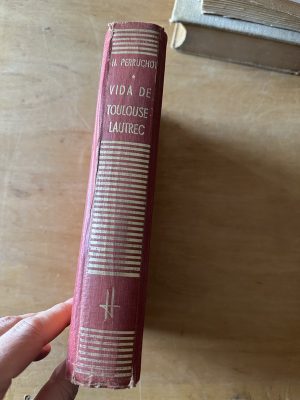 H. PERRUCHOT
VIDA DE
TOULOUSE
LAUTREC
H